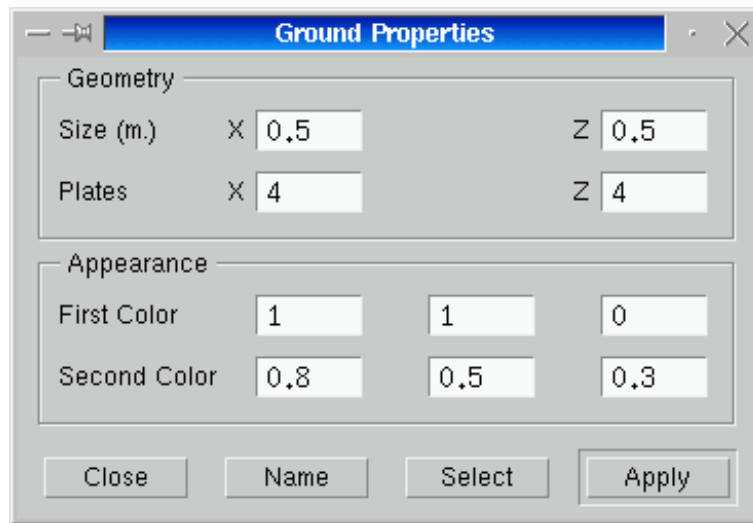 Ground Properties
Geometry
Size (m.) X 0.5 Z 0.5
Plates X 4 Z 4
Appearance
First Color 1 1 0
Second Color 0.8 0.5 0.3
Close Name Select Apply